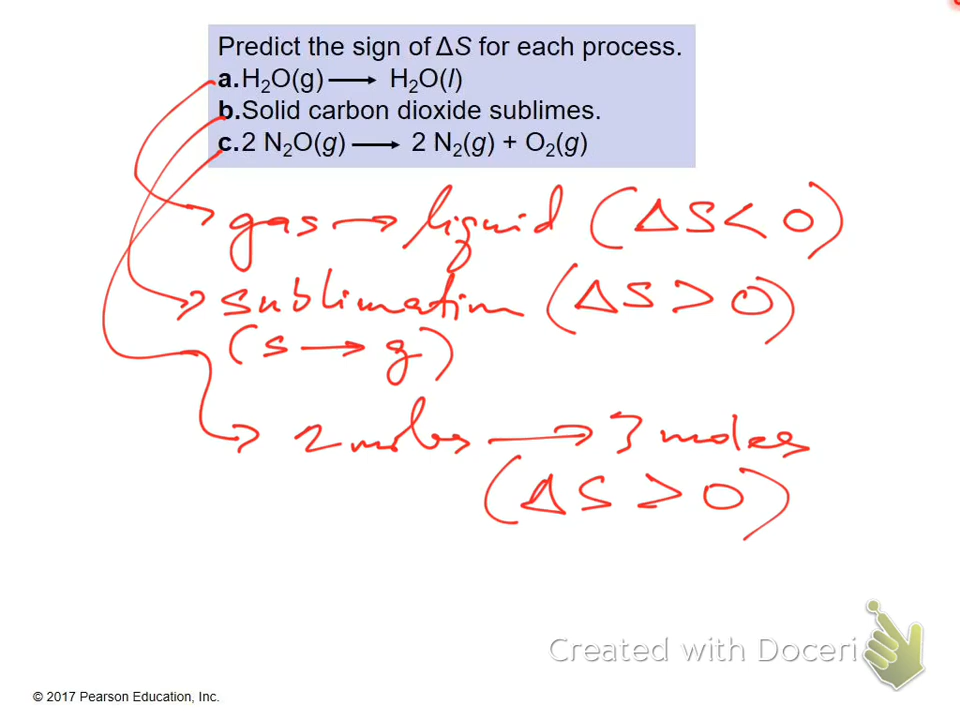 Predict the sign of ΔS for each process.
a.H₂O(g) ⟶ H₂O(l)
b.Solid carbon dioxide sublimes.
c.2 N₂O(g) ⟶ 2 N₂(g) + O₂(g)
gas → liquid (ΔS < 0)
sublimation (ΔS > 0)
(s → g)
2 moles → 3 moles
(ΔS > 0)
Created with Doceri
© 2017 Pearson Education, Inc.